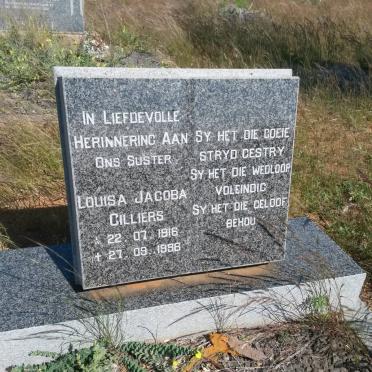 IN LIEFDEVOLLE
HERINNERING AAN
ONS SUSTER
LOUISA JACOBA
CILLIERS
* 22. 07. 1916
+ 27. 09. 1998
SY HET DIE GOEIE
STRYD GESTRY
SY HET DIE WEDLOOP
VOLEINDIG
SY HET DIE GELOOF
BEHOU